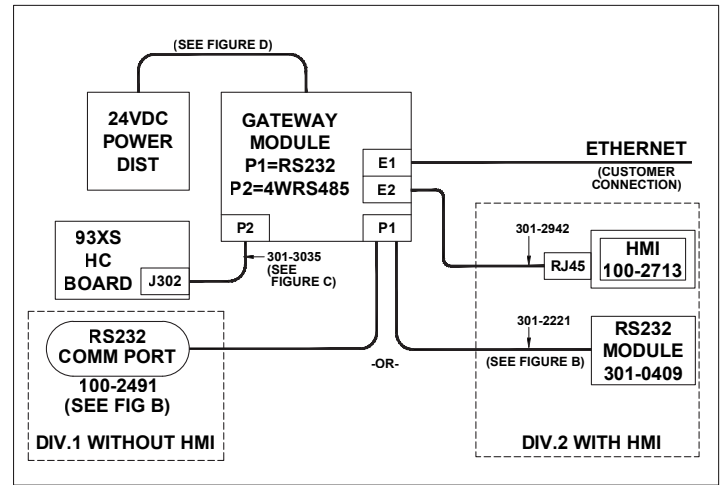 (SEE FIGURE D)
24VDC
POWER
DIST
GATEWAY
MODULE
P1=RS232
P2=4WRS485
E1
E2
P2
P1
ETHERNET
(CUSTOMER
CONNECTION)
93XS
HC
BOARD
J302
301-3035
(SEE
FIGURE C)
301-2942
RJ45
HMI
100-2713
RS232
COMM PORT
100-2491
(SEE FIG B)
DIV.1 WITHOUT HMI
-OR-
301-2221
(SEE FIGURE B)
RS232
MODULE
301-0409
DIV.2 WITH HMI